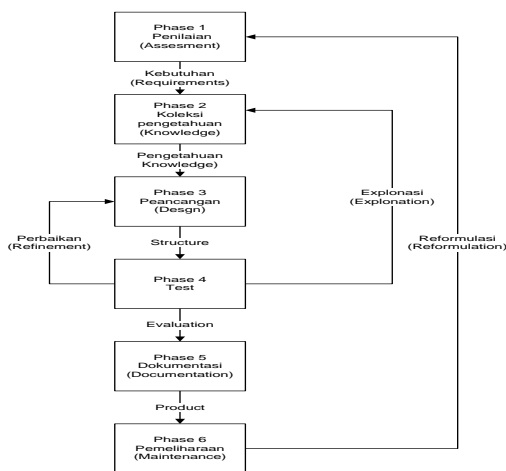 Phase 1
Penilaian
(Assesment)
Kebutuhan
(Requirements)
Phase 2
Koleksi
pengetahuan
(Knowledge)
Pengetahuan
Knowledge)
Phase 3
Peancangan
(Desgn)
Explonasi
(Explonation)
Perbaikan
(Refinement)
Reformulasi
(Reformulation)
Structure
Phase 4
Test
Evaluation
Phase 5
Dokumentasi
(Documentation)
Product
Phase 6
Pemeliharaan
(Maintenance)